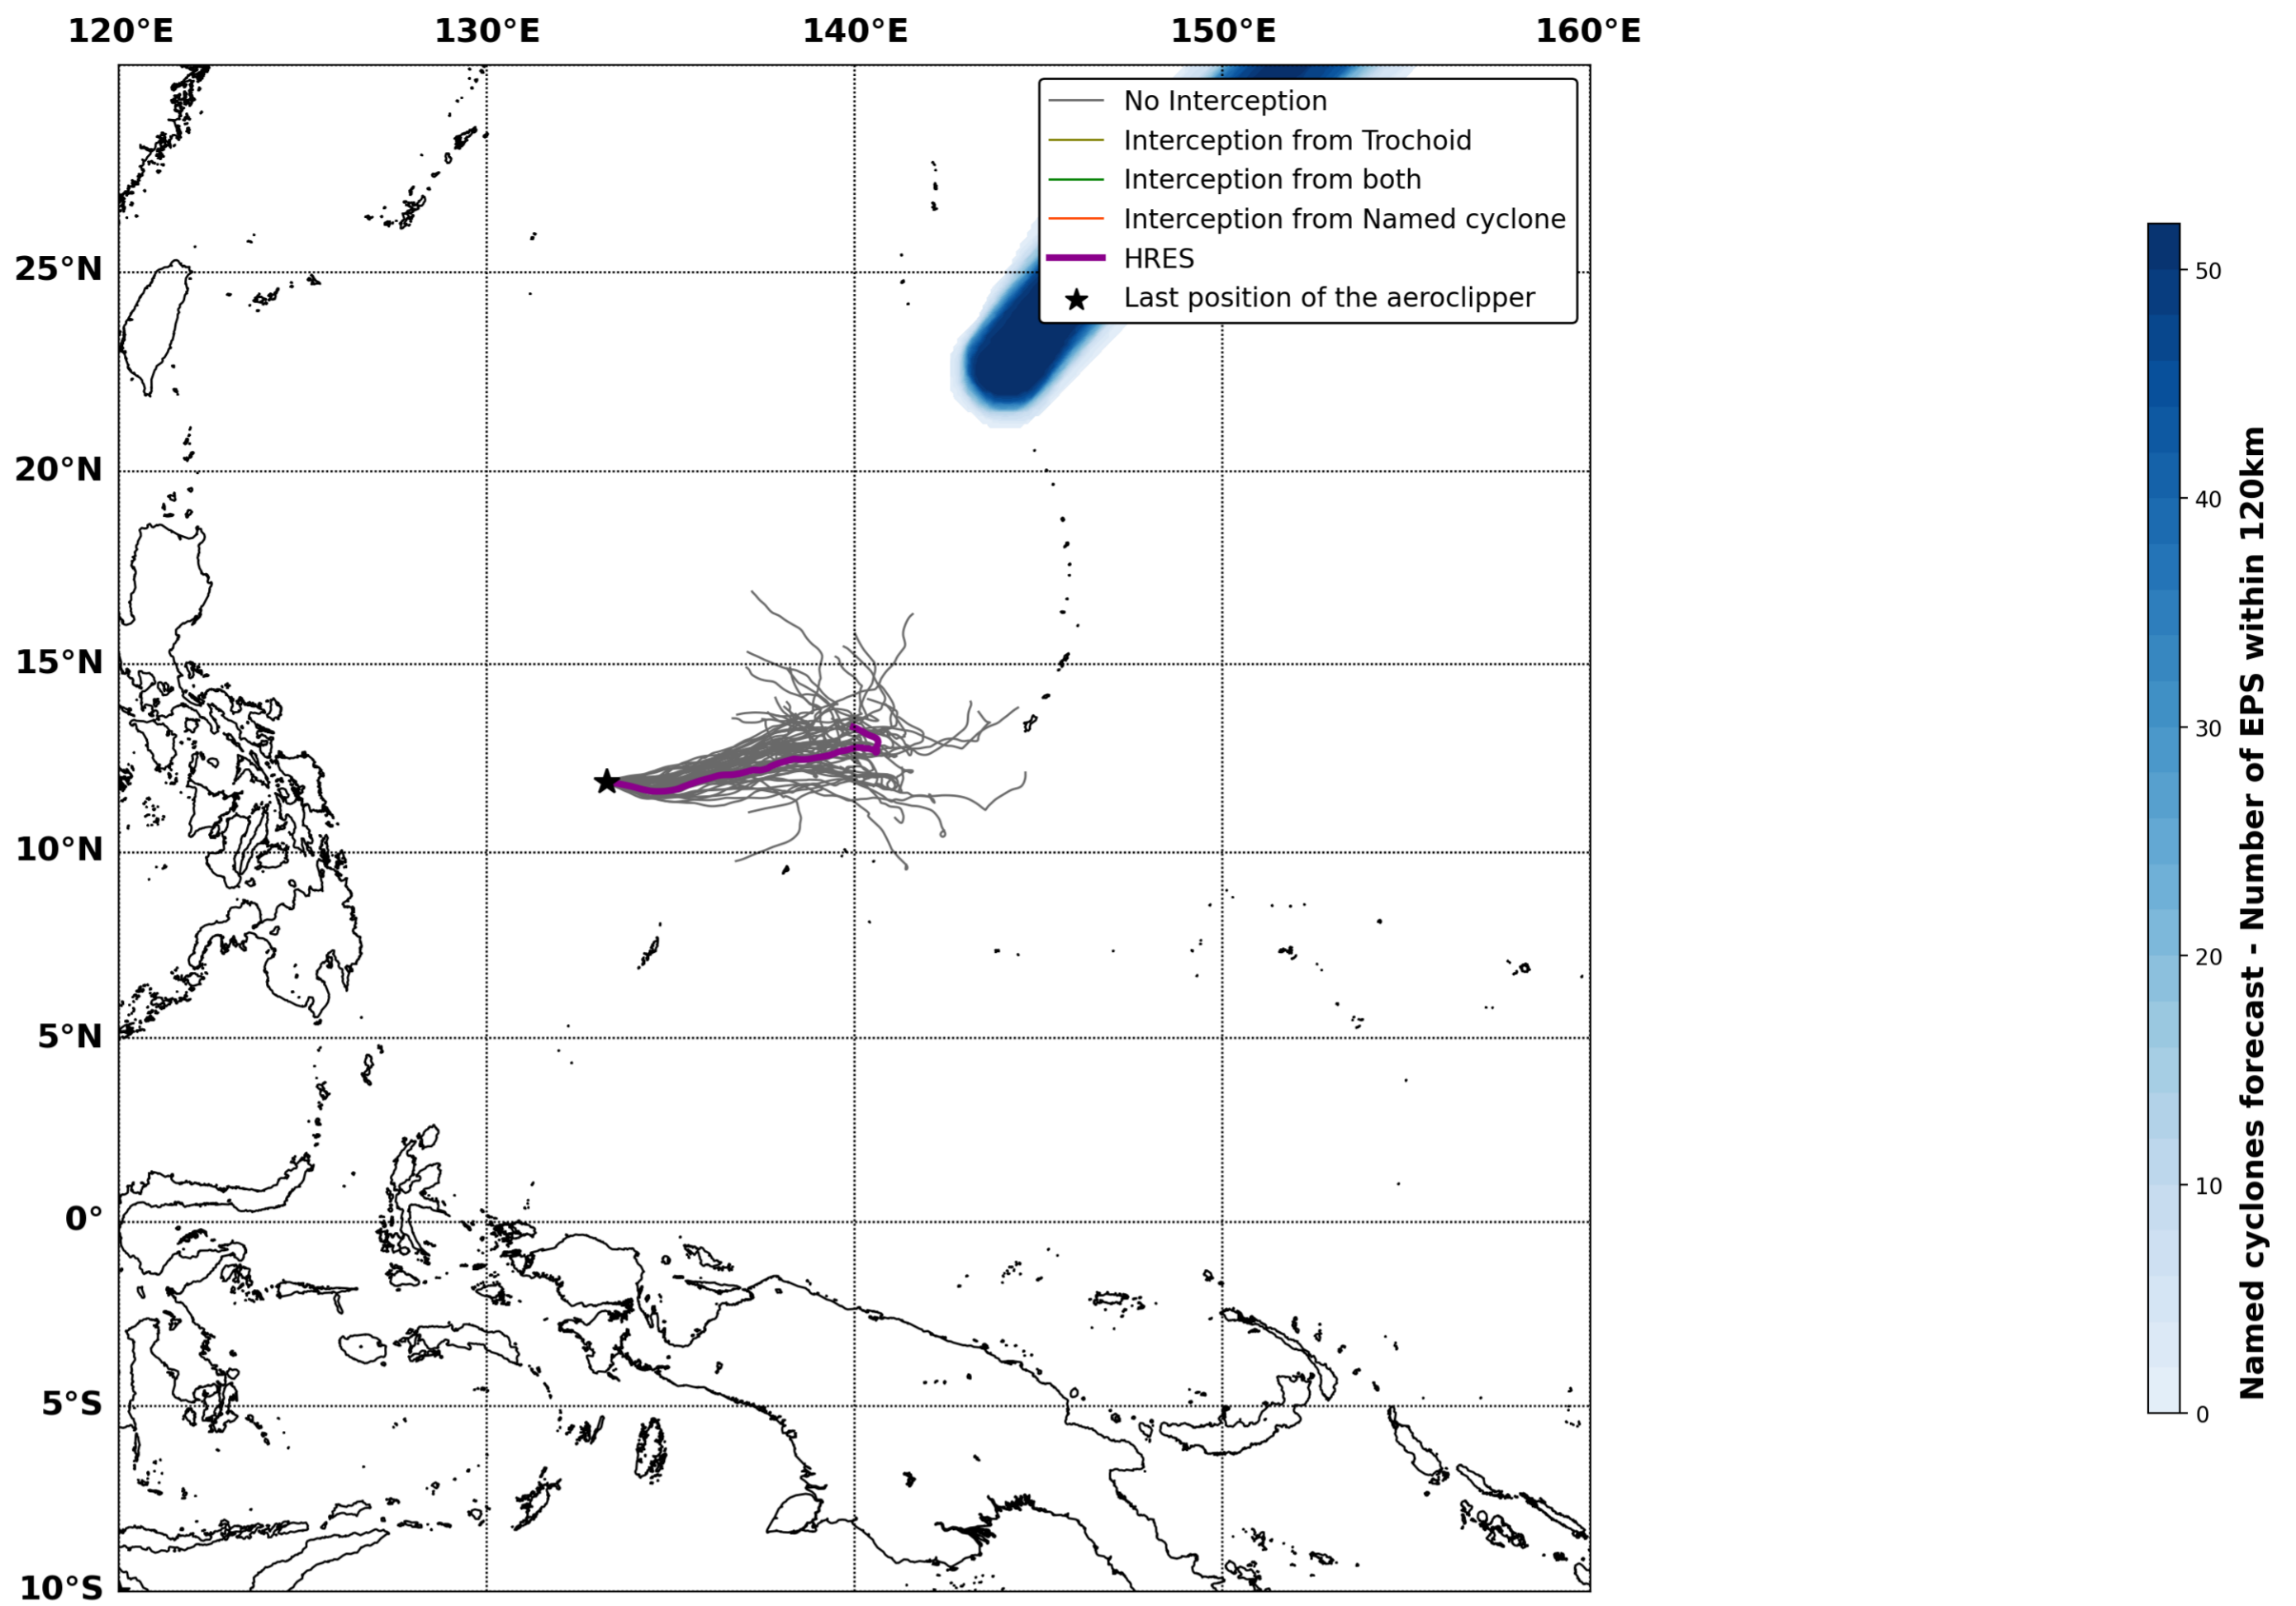 120°E 130°E 140°E 150°E 160°E
No Interception
Interception from Trochoid
Interception from both
Interception from Named cyclone
HRES
Last position of the aeroclipper
25°N
20°N
15°N
10°N
5°N
0°
5°S
10°S
50
40
30
20
10
0
Named cyclones forecast - Number of EPS within 120km